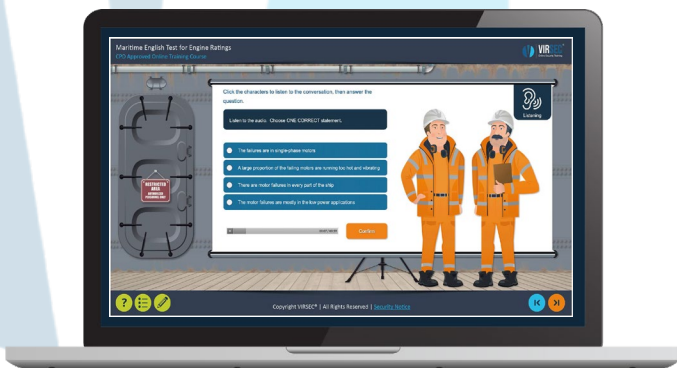 Maritime English Test for Engine Ratings
CPD Approved Online Training Course
VIRSEC
Click the characters to listen to the conversation, then answer the
question.
Listening
Listen to the audio. Choose ONE CORRECT statement.
The failures are in single-phase motors
A large proportion of the failing motors are running too hot and vibrating
There are motor failures in every part of the ship
The motor failures are mostly in the low power applications
RESTRICTED
AREA
AUTHORIZED
PERSONNEL ONLY
Confirm
?
Copyright VIRSEC® | All Rights Reserved | Security Notice